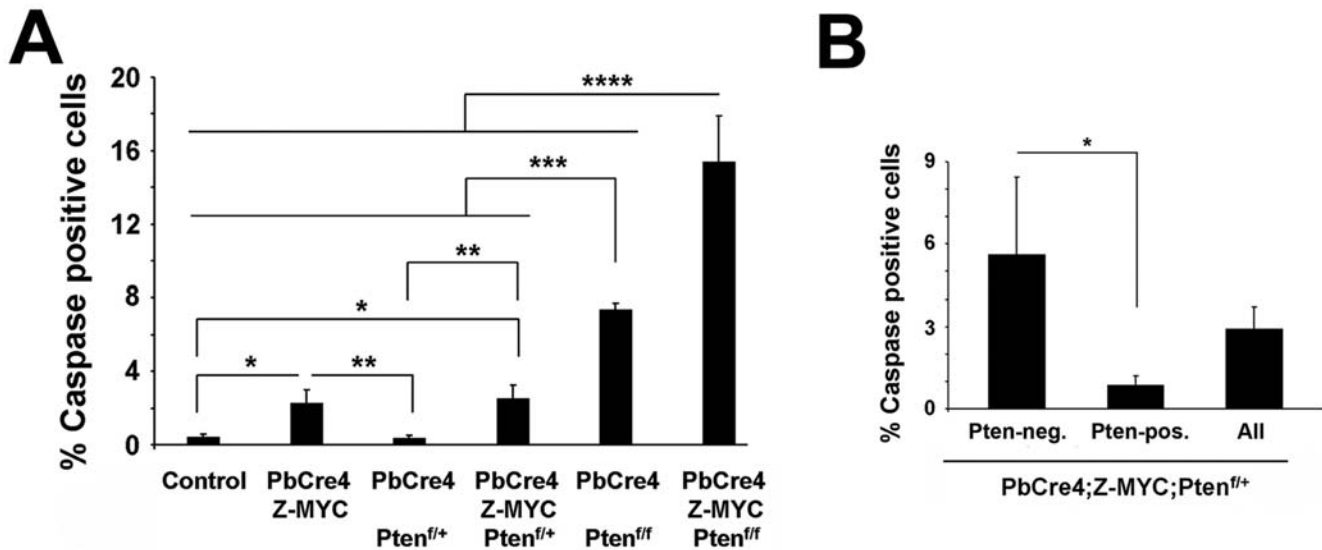 A
% Caspase positive cells
20
16
12
8
4
0
****
***
**
*
*
**
Control PbCre4 PbCre4 PbCre4 PbCre4 PbCre4
Z-MYC Z-MYC Z-MYC
Pten^f/+ Pten^f/+ Pten^f/f Pten^f/f
B
% Caspase positive cells
9
6
3
0
*
Pten-neg. Pten-pos. All
PbCre4;Z-MYC;Pten^f/+